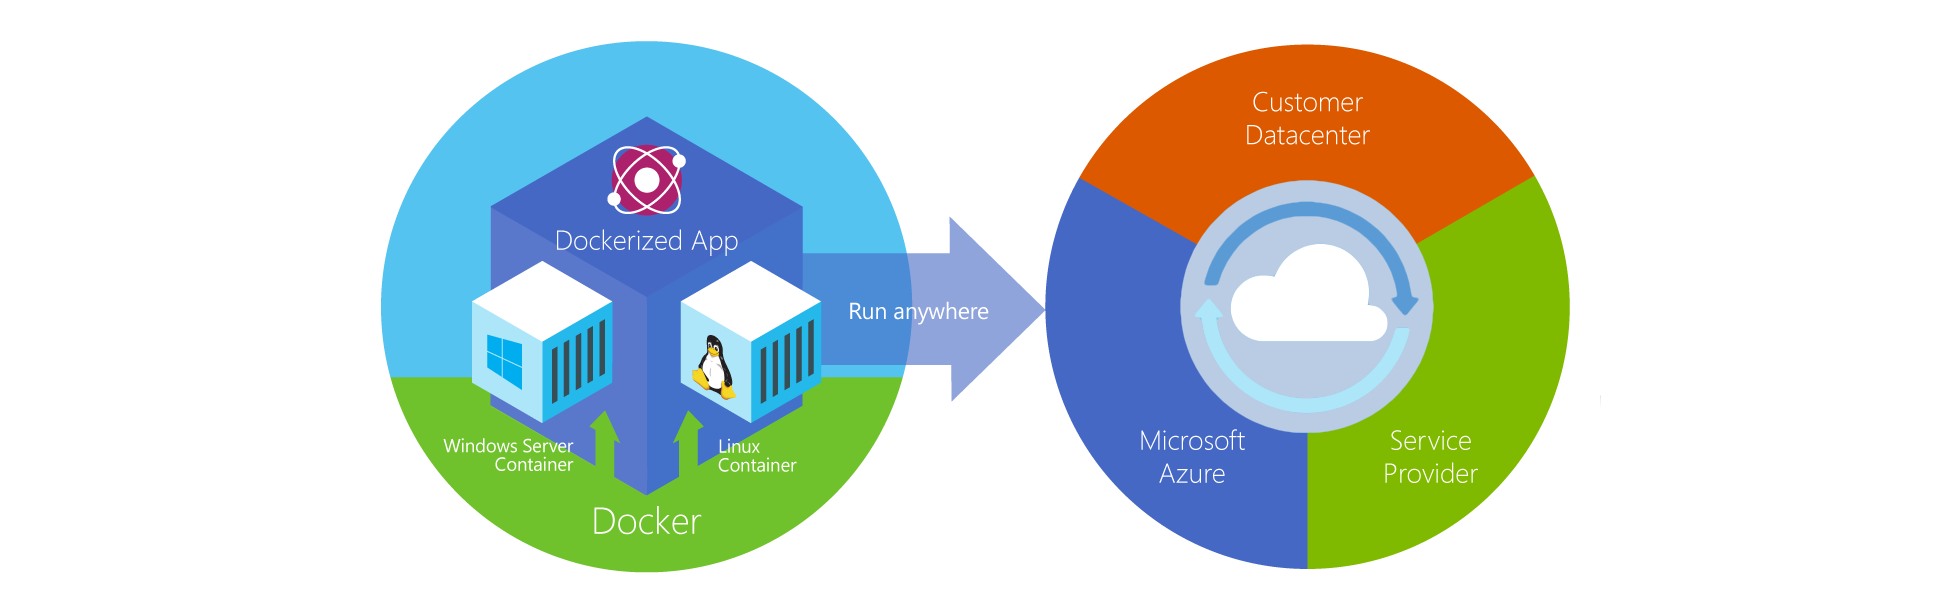 Dockerized App
Windows Server
Container
Linux
Container
Docker
Run anywhere
Customer
Datacenter
Microsoft
Azure
Service
Provider